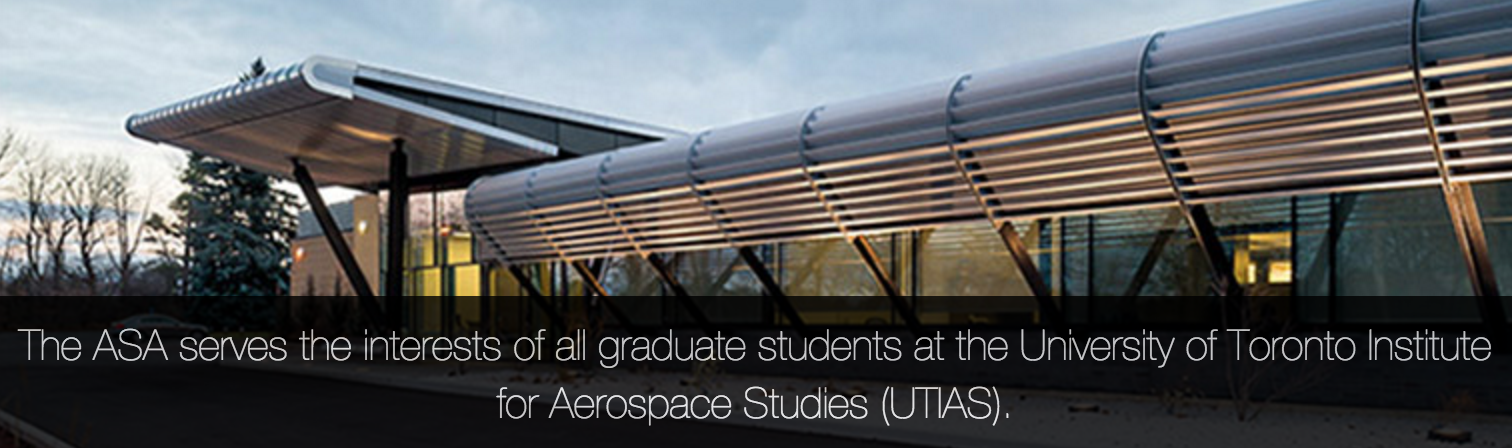 The ASA serves the interests of all graduate students at the University of Toronto Institute
for Aerospace Studies (UTIAS).